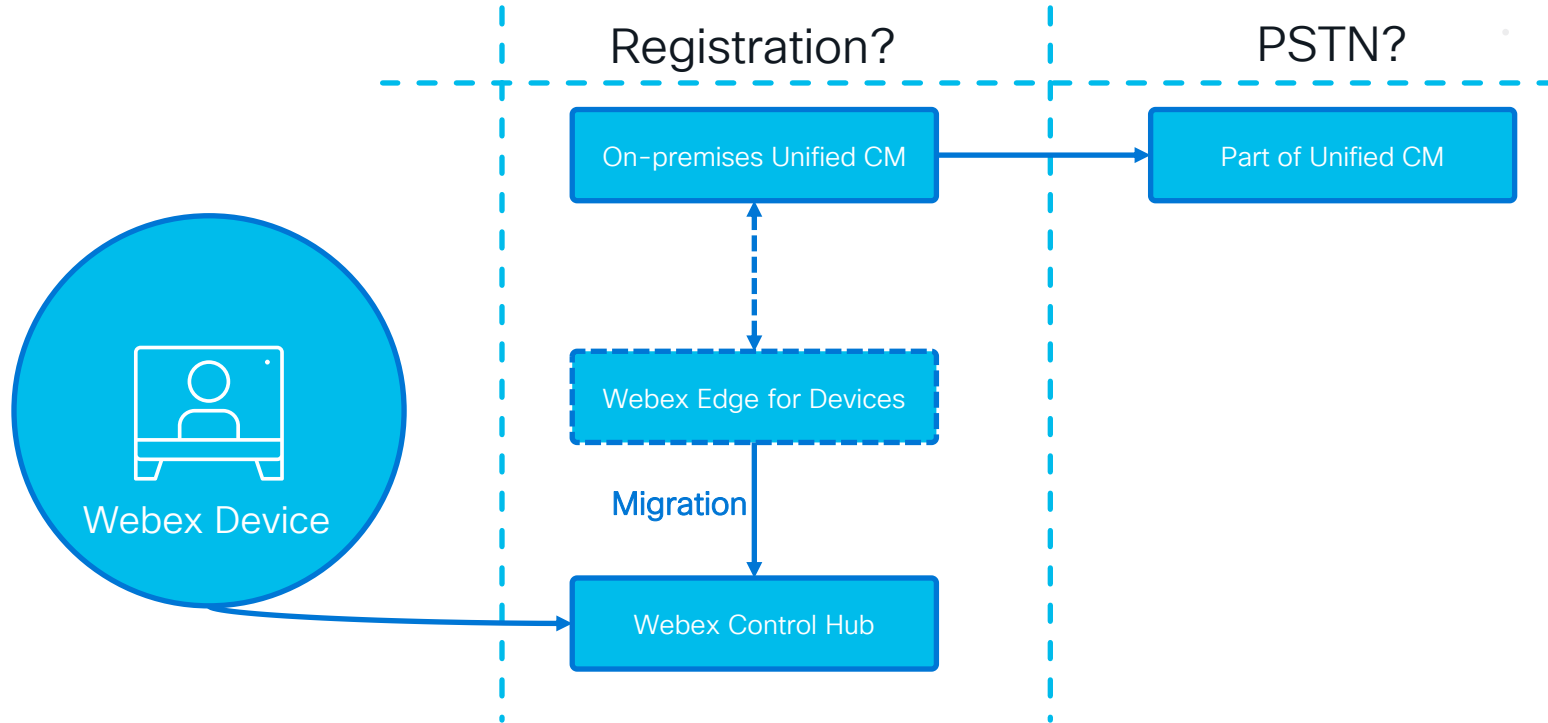 Registration?
PSTN?
On-premises Unified CM
Part of Unified CM
Webex Edge for Devices
Migration
Webex Device
Webex Control Hub